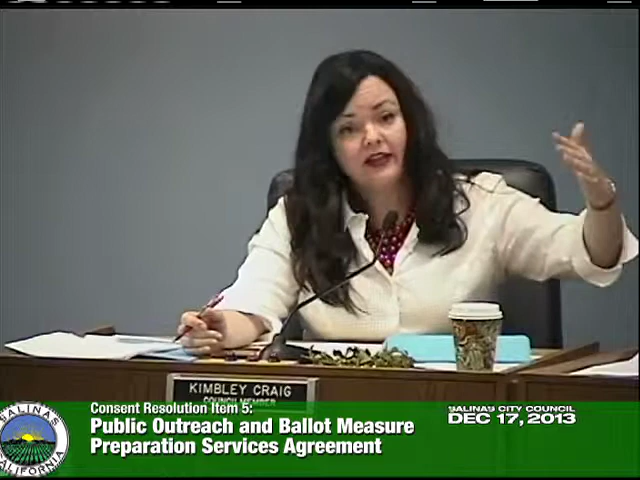 KIMBLEY CRAIG
COUNCIL MEMBER
Consent Resolution Item 5:
Public Outreach and Ballot Measure
Preparation Services Agreement
SALINAS CITY COUNCIL
DEC 17, 2013
SALINAS
CALIFORNIA